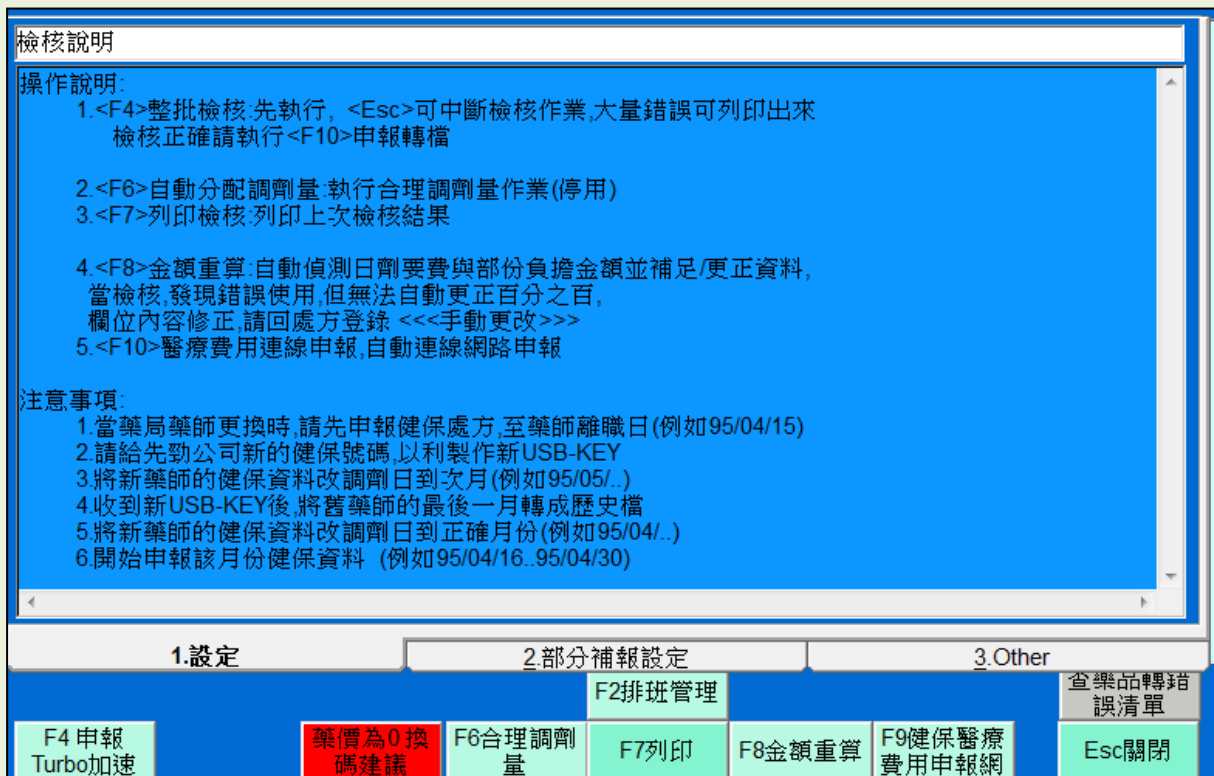 檢核說明
操作說明:
1.<F4>整批檢核:先執行, <Esc>可中斷檢核作業,大量錯誤可列印出來
檢核正確請執行<F10>申報轉檔
2.<F6>自動分配調劑量:執行合理調劑量作業(停用)
3.<F7>列印檢核:列印上次檢核結果
4.<F8>金額重算:自動偵測日劑要費與部份負擔金額並補足/更正資料,
當檢核,發現錯誤使用,但無法自動更正百分之百,
欄位內容修正,請回處方登錄 <<<手動更改>>>
5.<F10>醫療費用連線申報,自動連線網路申報
注意事項:
1.當藥局藥師更換時,請先申報健保處方,至藥師離職日(例如95/04/15)
2.請給先勁公司新的健保號碼,以利製作新USB-KEY
3.將新藥師的健保資料改調劑日到次月(例如95/05/..)
4.收到新USB-KEY後,將舊藥師的最後一月轉成歷史檔
5.將新藥師的健保資料改調劑日到正確月份(例如95/04/..)
6.開始申報該月份健保資料 (例如95/04/16..95/04/30)
1.設定
2.部分補報設定
3.Other
F2排班管理
查藥品轉錯
誤清單
F4 申報
Turbo加速
藥價為0 換
碼建議
F6合理調劑
量
F7列印
F8金額重算
F9健保醫療
費用申報網
Esc關閉